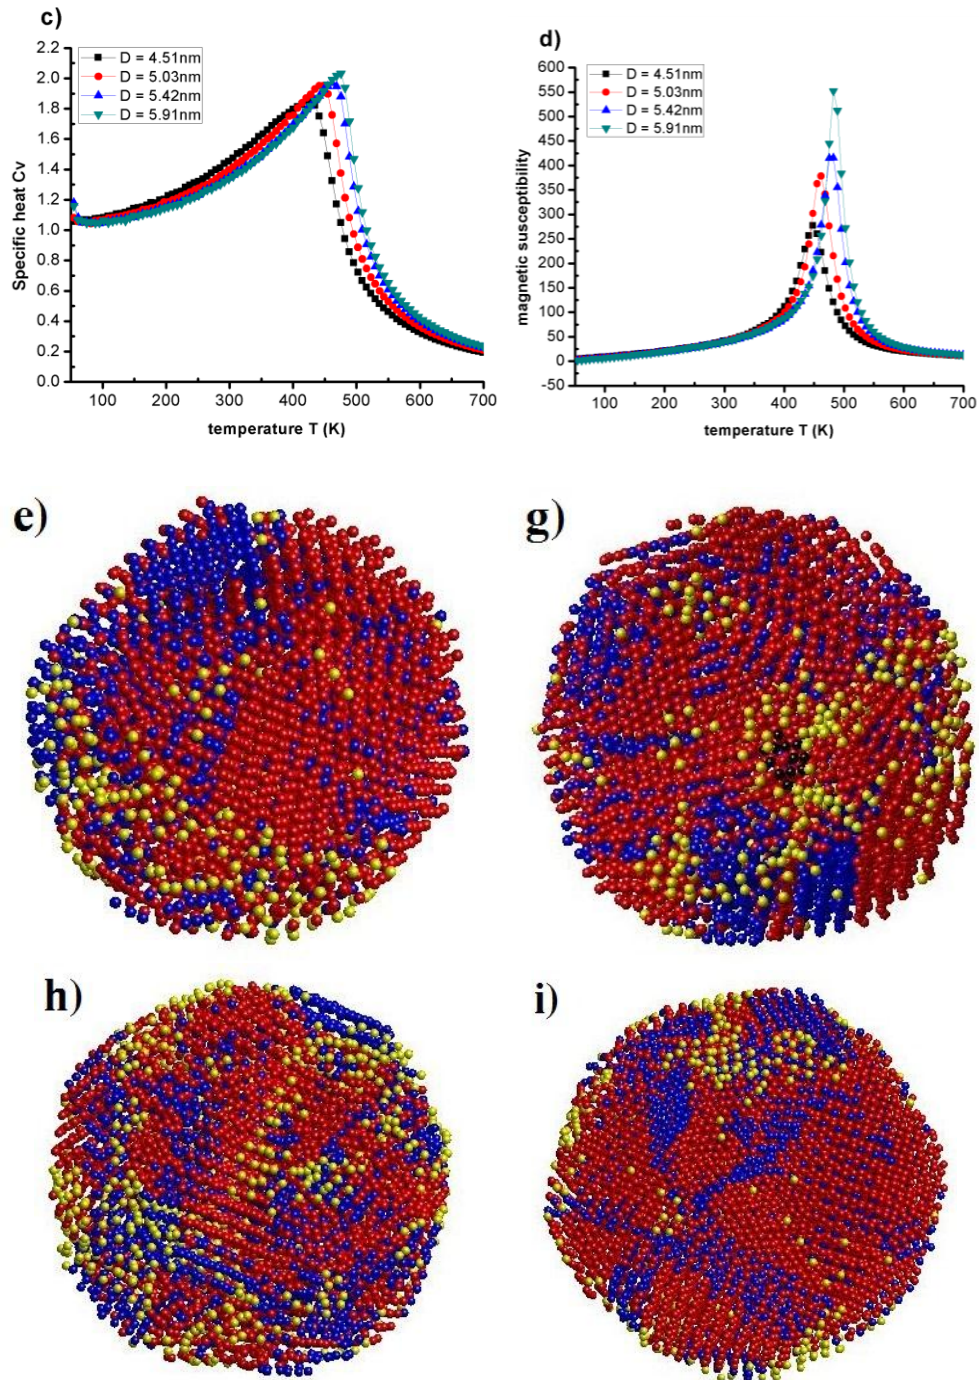 c)
D = 4.51nm
D = 5.03nm
D = 5.42nm
D = 5.91nm
2.2
2.0
1.8
1.6
1.4
1.2
1.0
0.8
0.6
0.4
0.2
0.0
Specific heat Cv
100 200 300 400 500 600 700
temperature T (K)
d)
D = 4.51nm
D = 5.03nm
D = 5.42nm
D = 5.91nm
600
550
500
450
400
350
300
250
200
150
100
50
0
-50
magnetic susceptibility
100 200 300 400 500 600 700
temperature T (K)
e)
g)
h)
i)